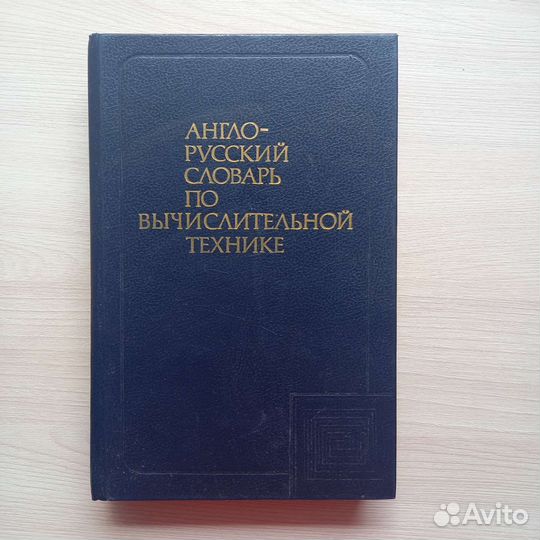 АНГЛО-
РУССКИЙ
СЛОВАРЬ
ПО
ВЫЧИСЛИТЕЛЬНОЙ
ТЕХНИКЕ
Avito